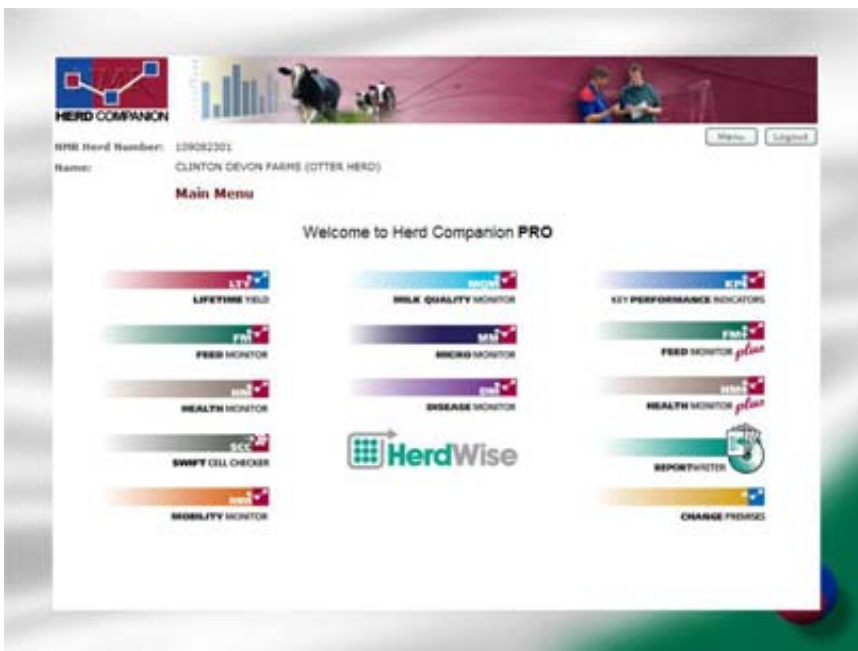 HERD COMPANION
Menu Logout
NMR Herd Number: 109082301
Name: CLINTON DEVON FARMS (OTTER HERD)
Main Menu
Welcome to Herd Companion PRO
LTY MQM KPI
LIFETIME YIELD MILK QUALITY MONITOR KEY PERFORMANCE INDICATORS
FM MM FM+
FEED MONITOR MICRO MONITOR FEED MONITOR plus
HM DM HM+
HEALTH MONITOR DISEASE MONITOR HEALTH MONITOR plus
SCC HerdWise
SWIFT CELL CHECKER REPORTWRITER
MM
MOBILITY MONITOR CHANGE PREMISES